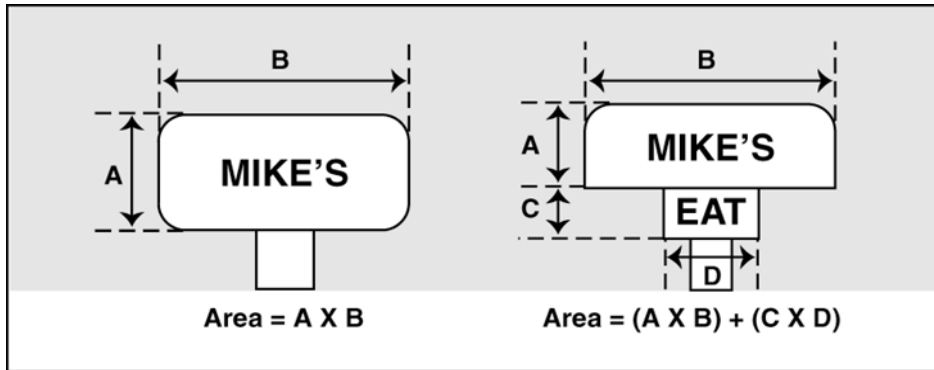 B
A
MIKE'S
Area = A X B
B
A
MIKE'S
C
EAT
D
Area = (A X B) + (C X D)